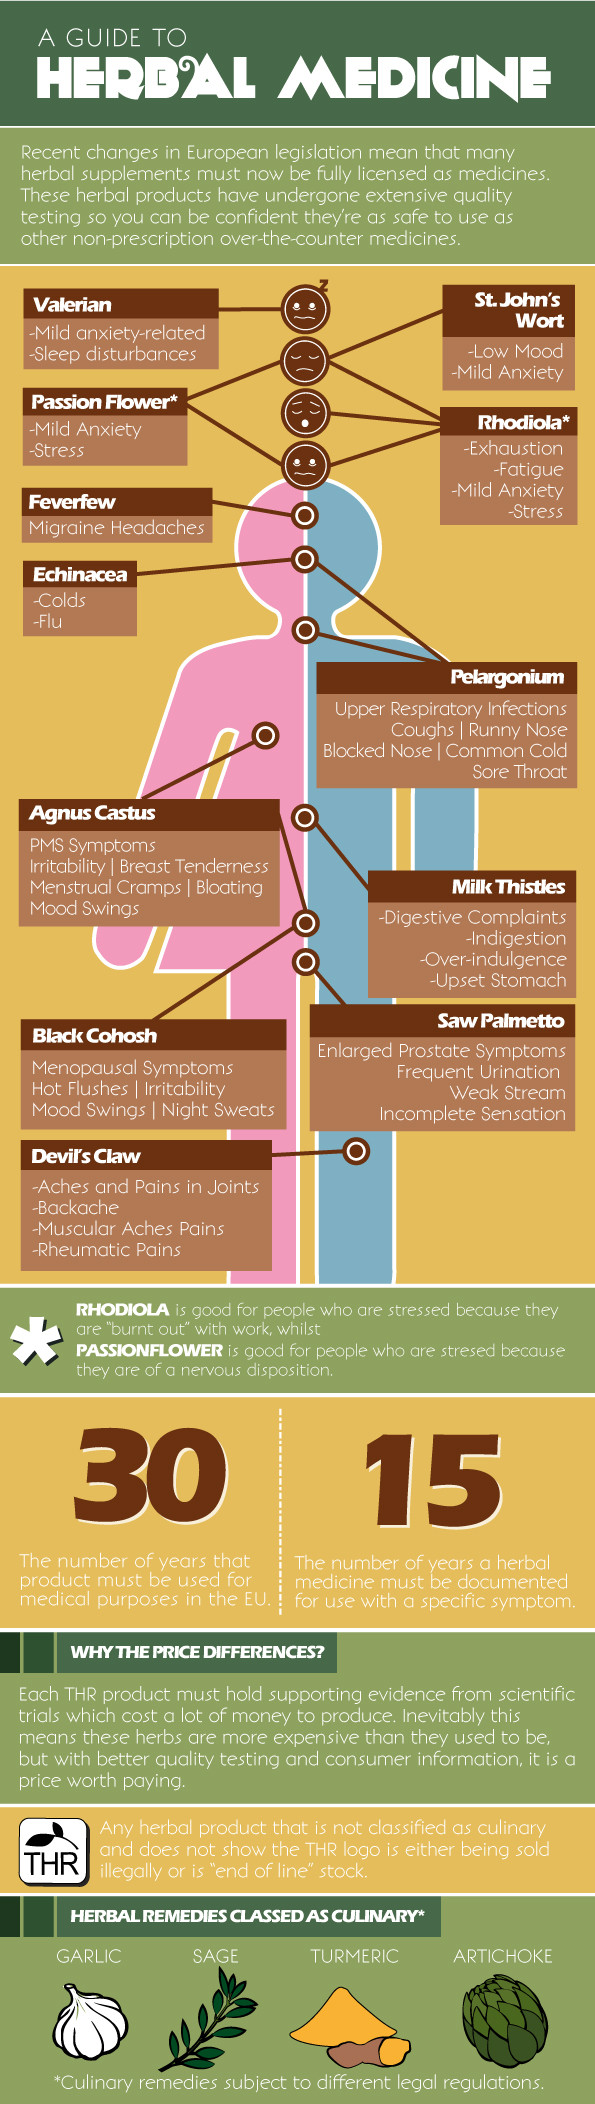 A GUIDE TO
HERBAL MEDICINE
Recent changes in European legislation mean that many
herbal supplements must now be fully licensed as medicines.
These herbal products have undergone extensive quality
testing so you can be confident they're as safe to use as
other non-prescription over-the-counter medicines.
z
Valerian
-Mild anxiety-related
-Sleep disturbances
St. John's
Wort
-Low Mood
-Mild Anxiety
Passion Flower*
-Mild Anxiety
-Stress
Rhodiola*
-Exhaustion
-Fatigue
-Mild Anxiety
-Stress
Feverfew
Migraine Headaches
Echinacea
-Colds
-Flu
Pelargonium
Upper Respiratory Infections
Coughs | Runny Nose
Blocked Nose | Common Cold
Sore Throat
Agnus Castus
PMS Symptoms
Irritability | Breast Tenderness
Menstrual Cramps | Bloating
Mood Swings
Milk Thistles
-Digestive Complaints
-Indigestion
-Over-indulgence
-Upset Stomach
Black Cohosh
Menopausal Symptoms
Hot Flushes | Irritability
Mood Swings | Night Sweats
Saw Palmetto
Enlarged Prostate Symptoms
Frequent Urination
Weak Stream
Incomplete Sensation
Devil's Claw
-Aches and Pains in Joints
-Backache
-Muscular Aches Pains
-Rheumatic Pains
* RHODIOLA is good for people who are stressed because they
are "burnt out" with work, whilst
PASSIONFLOWER is good for people who are stresed because
they are of a nervous disposition.
30
The number of years that
product must be used for
medical purposes in the EU.
15
The number of years a herbal
medicine must be documented
for use with a specific symptom.
WHY THE PRICE DIFFERENCES?
Each THR product must hold supporting evidence from scientific
trials which cost a lot of money to produce. Inevitably this
means these herbs are more expensive than they used to be,
but with better quality testing and consumer information, it is a
price worth paying.
THR
Any herbal product that is not classified as culinary
and does not show the THR logo is either being sold
illegally or is "end of line" stock.
HERBAL REMEDIES CLASSED AS CULINARY*
GARLIC SAGE TURMERIC ARTICHOKE
*Culinary remedies subject to different legal regulations.